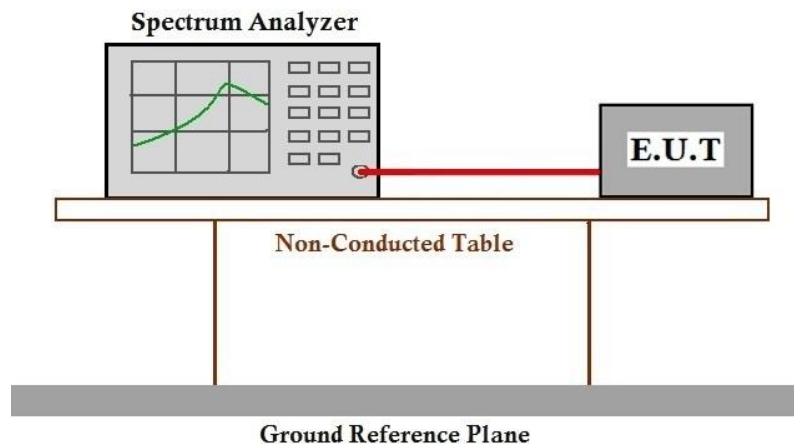 Spectrum Analyzer
E.U.T
Non-Conducted Table
Ground Reference Plane